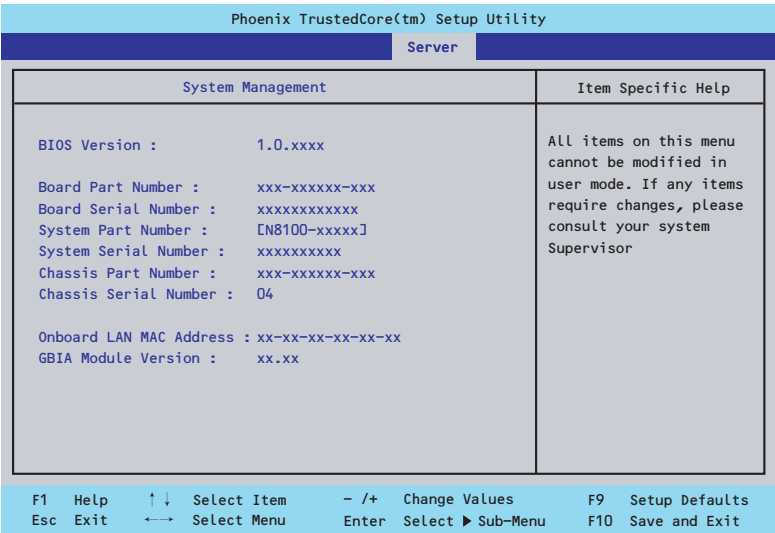 Phoenix TrustedCore(tm) Setup Utility
Server
System Management
BIOS Version : 1.0.xxxx
Board Part Number : xxx-xxxxxx-xxx
Board Serial Number : xxxxxxxxxxxx
System Part Number : [N8100-xxxxx]
System Serial Number : xxxxxxxxxx
Chassis Part Number : xxx-xxxxxx-xxx
Chassis Serial Number : 04
Onboard LAN MAC Address : xx-xx-xx-xx-xx-xx
GBIA Module Version : xx.xx
Item Specific Help
All items on this menu
cannot be modified in
user mode. If any items
require changes, please
consult your system
Supervisor
F1 Help ↑↓ Select Item - /+ Change Values F9 Setup Defaults
Esc Exit ←→ Select Menu Enter Select ▶ Sub-Menu F10 Save and Exit